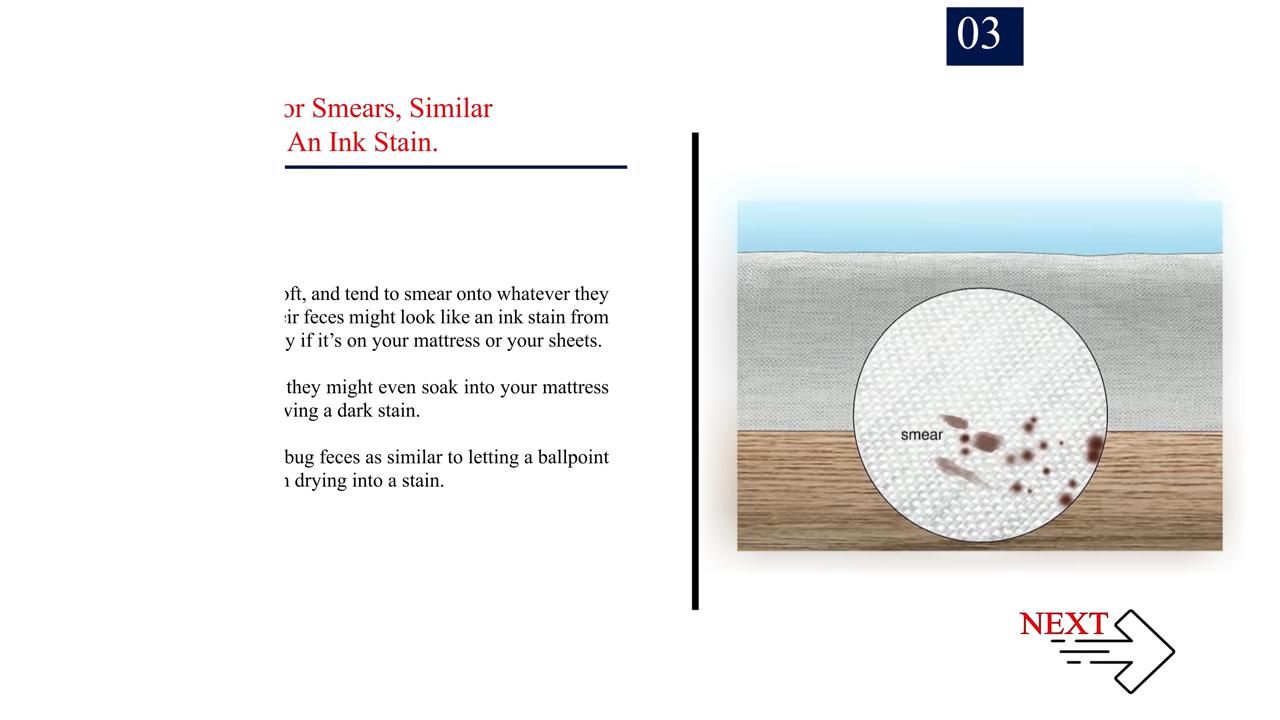 03
or Smears, Similar
An Ink Stain.
oft, and tend to smear onto whatever they
eir feces might look like an ink stain from
y if it’s on your mattress or your sheets.
they might even soak into your mattress
ving a dark stain.
bug feces as similar to letting a ballpoint
drying into a stain.
smear
NEXT